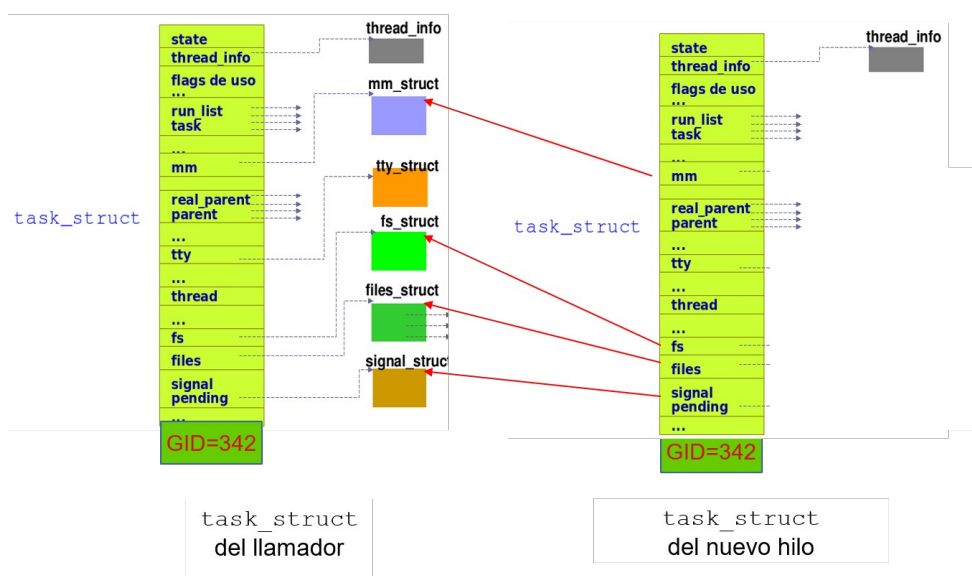 task_struct
state
thread_info
flags de uso
...
run_list
task
...
mm
real_parent
parent
...
tty
...
thread
...
fs
files
signal
pending
...
GID=342
thread_info
mm_struct
tty_struct
fs_struct
files_struct
signal_struct
task_struct
del llamador
task_struct
state
thread_info
flags de uso
...
run_list
task
...
mm
real_parent
parent
...
tty
...
thread
...
fs
files
signal
pending
...
GID=342
thread_info
task_struct
del nuevo hilo